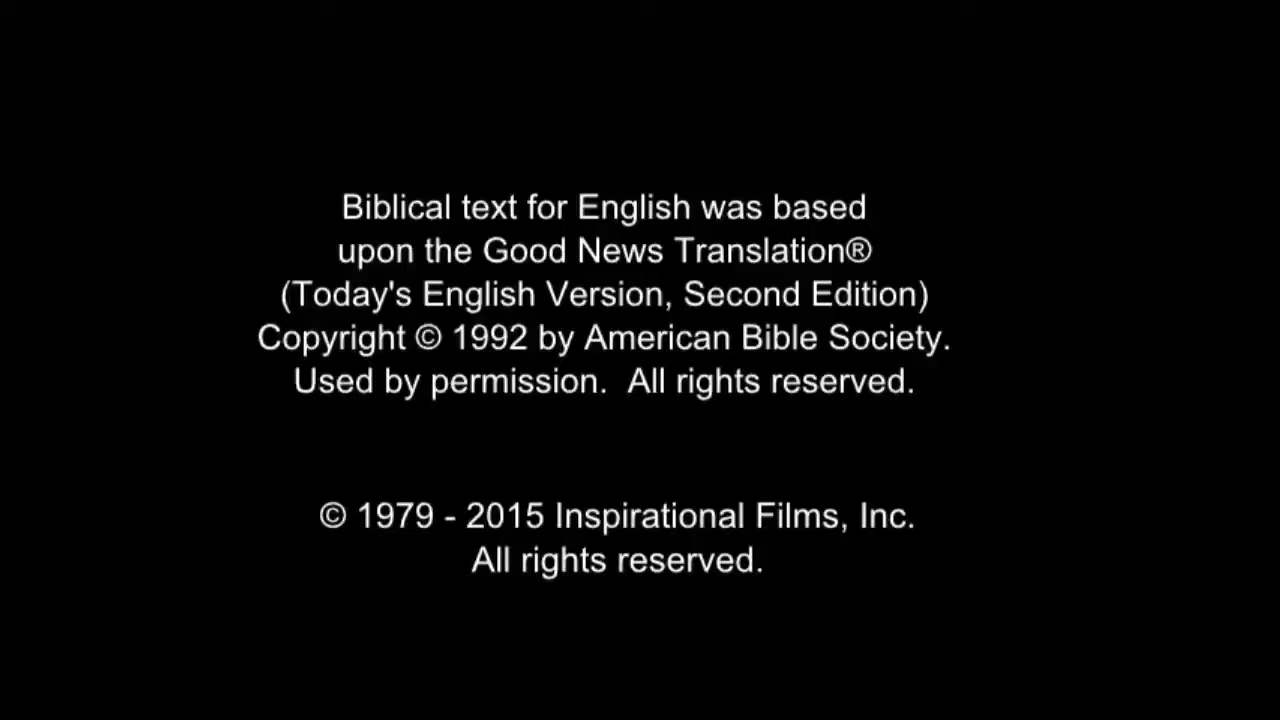 Biblical text for English was based
upon the Good News Translation®
(Today's English Version, Second Edition)
Copyright © 1992 by American Bible Society.
Used by permission.  All rights reserved.
© 1979 - 2015 Inspirational Films, Inc.
All rights reserved.